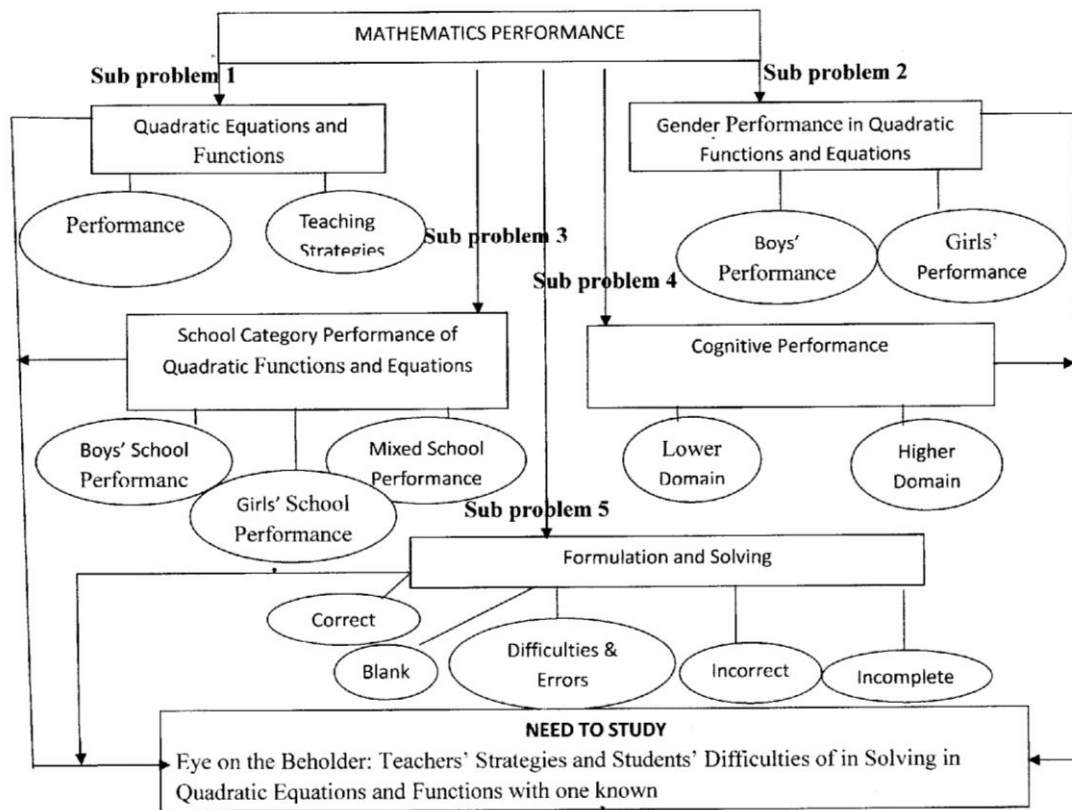 MATHEMATICS PERFORMANCE
Sub problem 1
Sub problem 2
Quadratic Equations and
Functions
Gender Performance in Quadratic
Functions and Equations
Performance
Teaching
Strategies
Boys'
Performance
Girls'
Performance
Sub problem 3
Sub problem 4
School Category Performance of
Quadratic Functions and Equations
Cognitive Performance
Boys' School
Performanc
Girls' School
Performance
Mixed School
Performance
Lower
Domain
Higher
Domain
Sub problem 5
Formulation and Solving
Correct
Blank
Difficulties &
Errors
Incorrect
Incomplete
NEED TO STUDY
Eye on the Beholder: Teachers' Strategies and Students' Difficulties of in Solving in
Quadratic Equations and Functions with one known